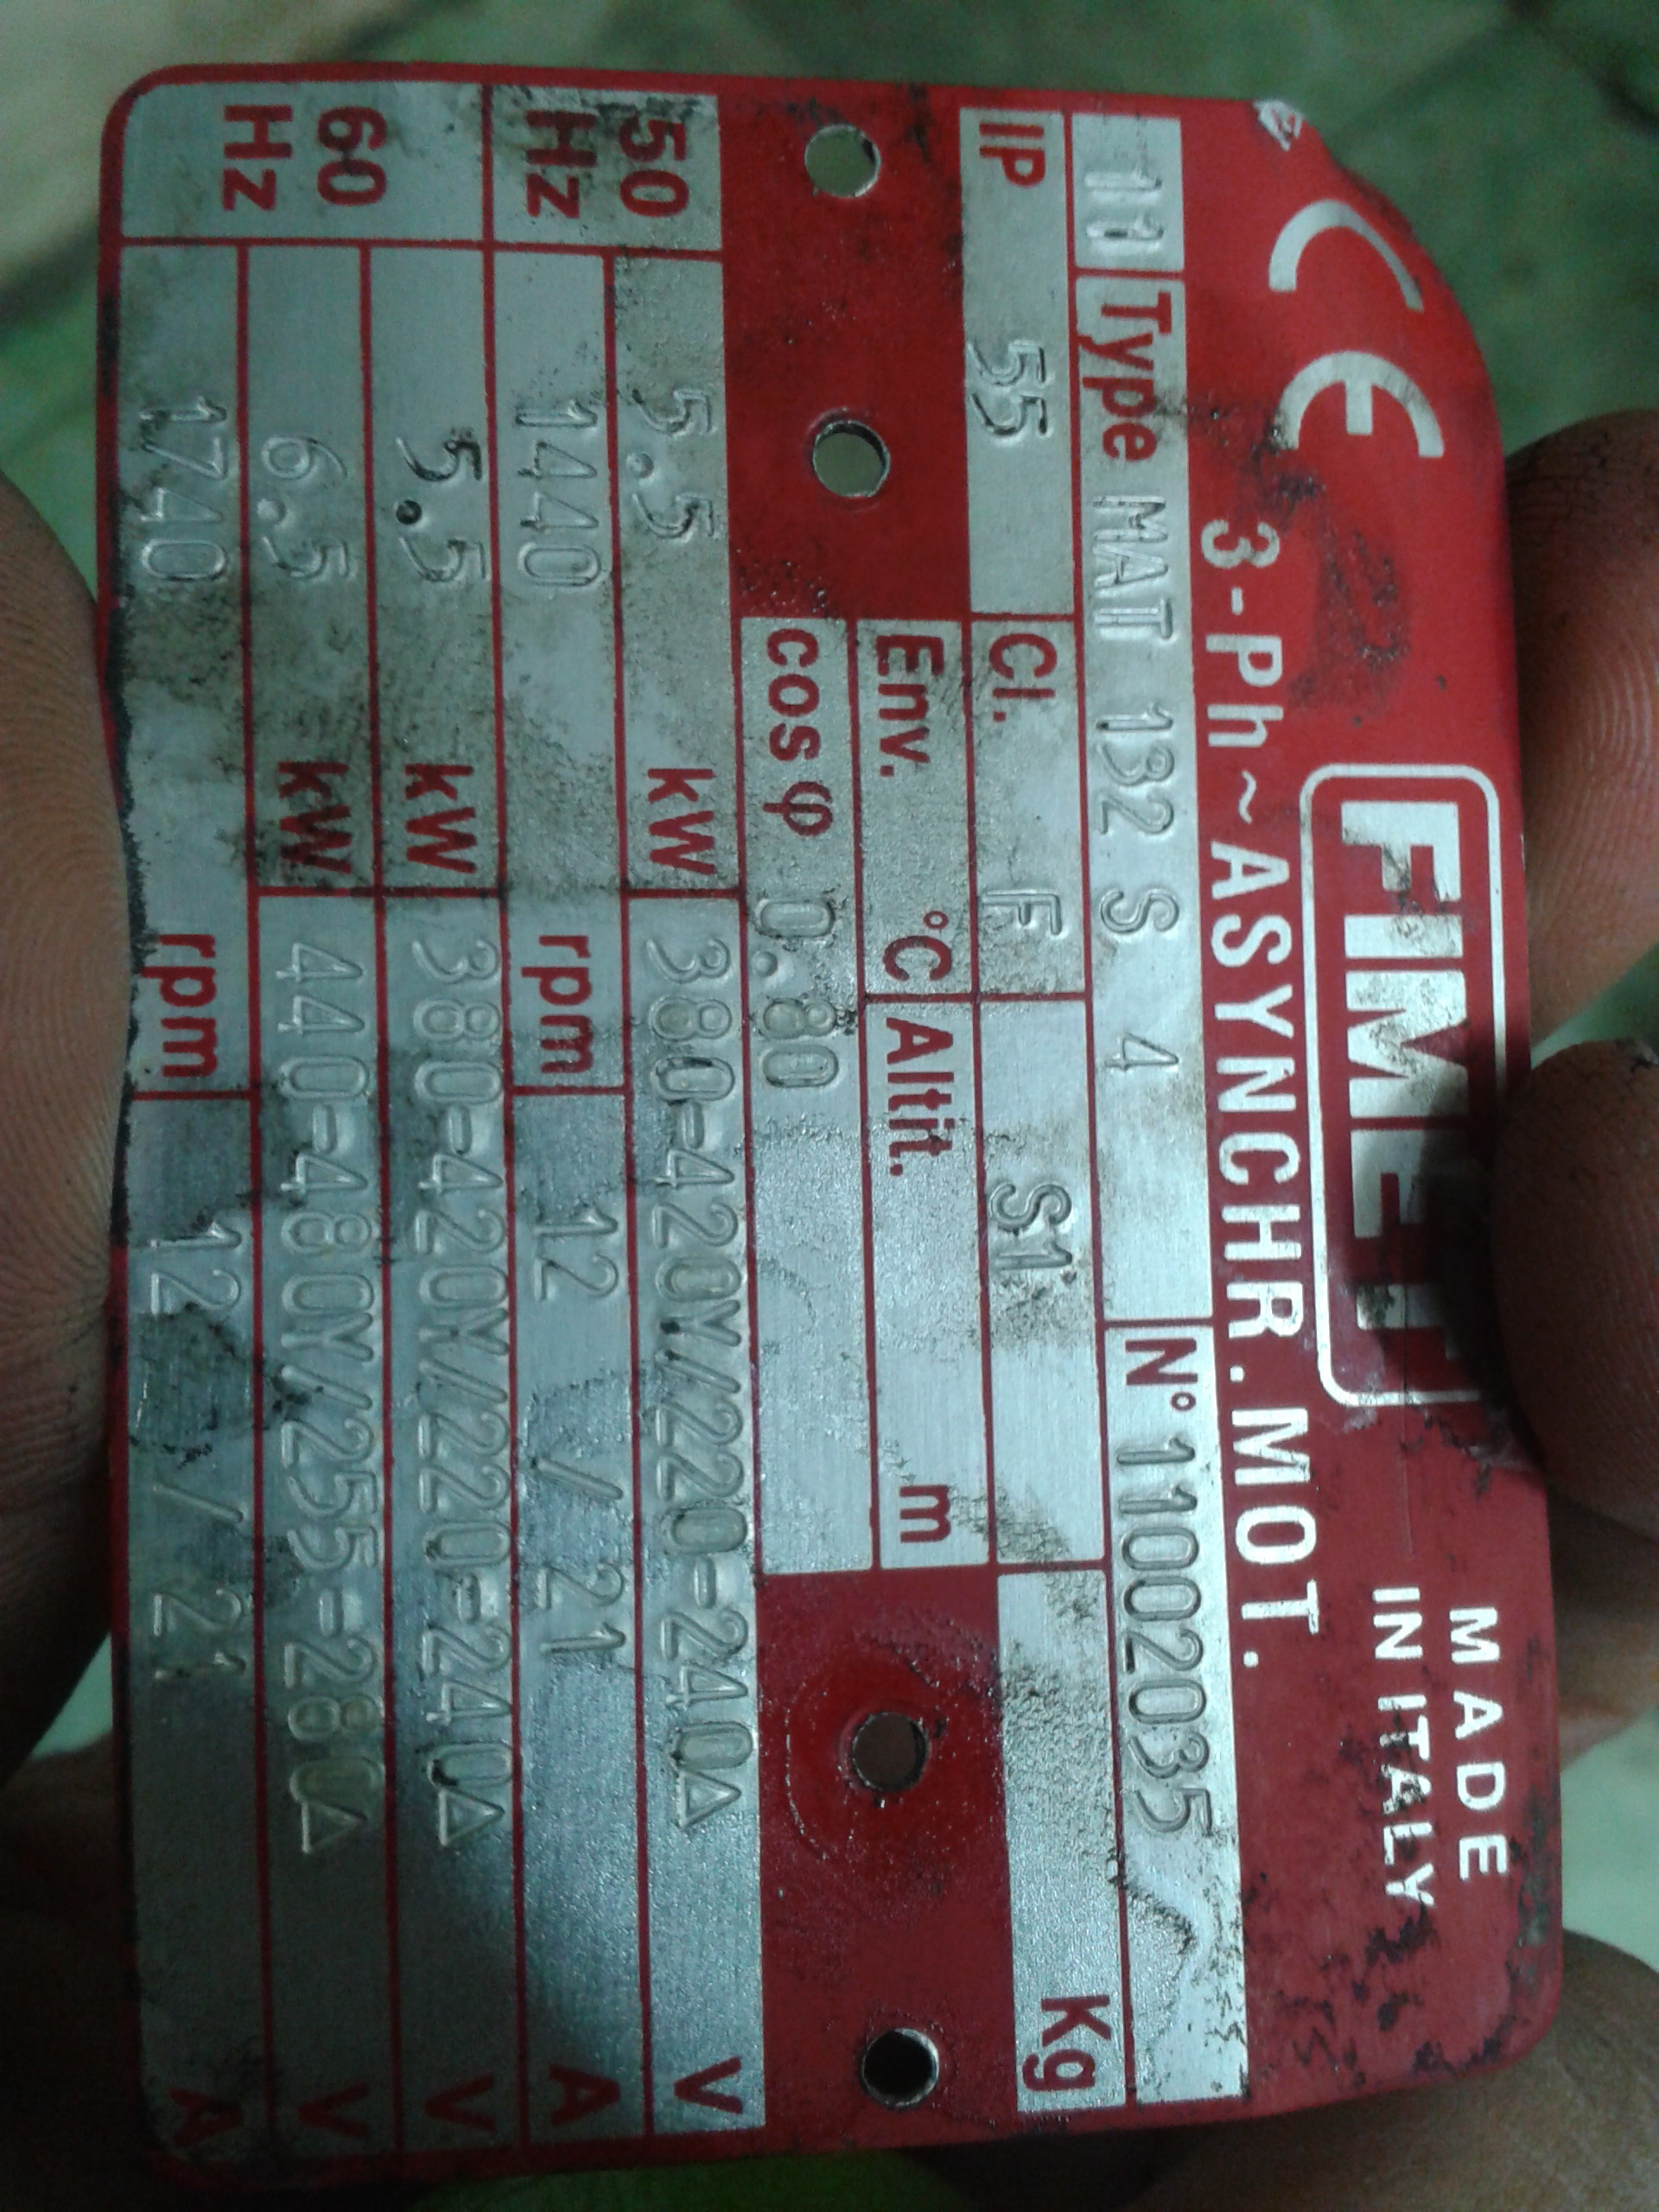 CE
MADE
IN ITALY
3-Ph~ASYNCHR.MOT.
11 Type MATT 132 S 4 N° 11002035
IP 55 Cl. F S1 Kg
Env. °C Altit. m
cos φ 0.80
50 Hz
5.5 kW 380-420Y/220-240Δ V
1440 rpm 12 / 21 A
60 Hz
5.5 kW 380-420Y/220-240Δ V
6.5 kW 440-480Y/255-280Δ V
1740 rpm 12 / 21 A